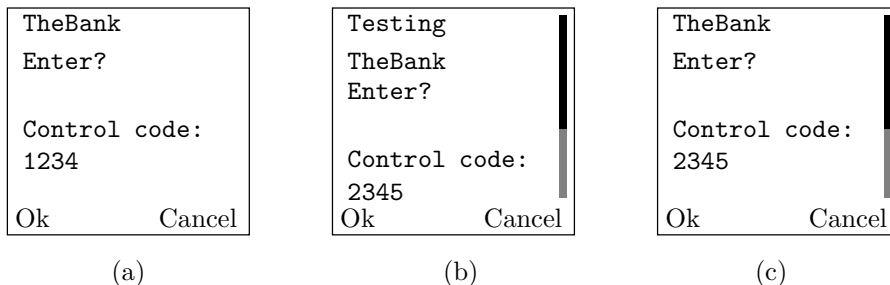 TheBank
Enter?
Control code:
1234
Ok Cancel
(a)
Testing
TheBank
Enter?
Control code:
2345
Ok Cancel
(b)
TheBank
Enter?
Control code:
2345
Ok Cancel
(c)